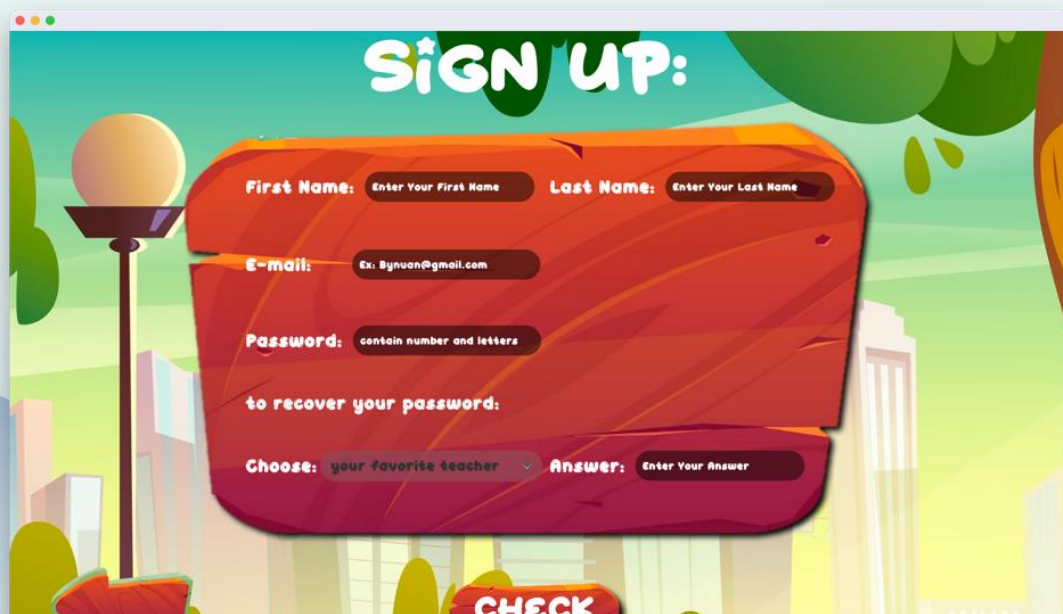 SiGN UP:
First Name: Enter Your First Name Last Name: Enter Your Last Name
E-mail: Ex: Bynuan@gmail.com
Password: contain number and letters
to recover your password:
Choose: your favorite teacher Answer: Enter Your Answer
CHECK